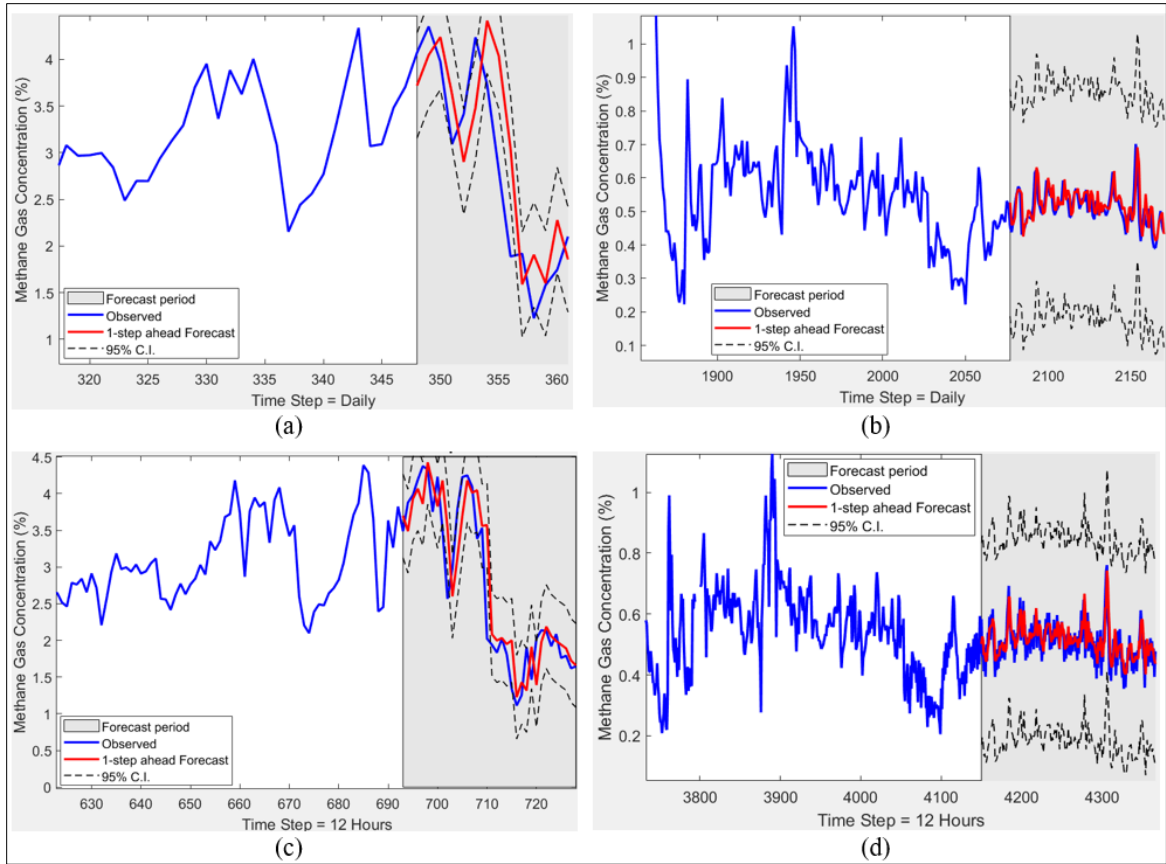 Methane Gas Concentration (%)
4
3.5
3
2.5
2
1.5
1
Forecast period
Observed
1-step ahead Forecast
95% C.I.
320 325 330 335 340 345 350 355 360
Time Step = Daily
(a)
Methane Gas Concentration (%)
1
0.9
0.8
0.7
0.6
0.5
0.4
0.3
0.2
0.1
Forecast period
Observed
1-step ahead Forecast
95% C.I.
1900 1950 2000 2050 2100 2150
Time Step = Daily
(b)
Methane Gas Concentration (%)
4.5
4
3.5
3
2.5
2
1.5
1
0.5
0
Forecast period
Observed
1-step ahead Forecast
95% C.I.
630 640 650 660 670 680 690 700 710 720
Time Step = 12 Hours
(c)
Methane Gas Concentration (%)
1
0.8
0.6
0.4
0.2
Forecast period
Observed
1-step ahead Forecast
95% C.I.
3800 3900 4000 4100 4200 4300
Time Step = 12 Hours
(d)